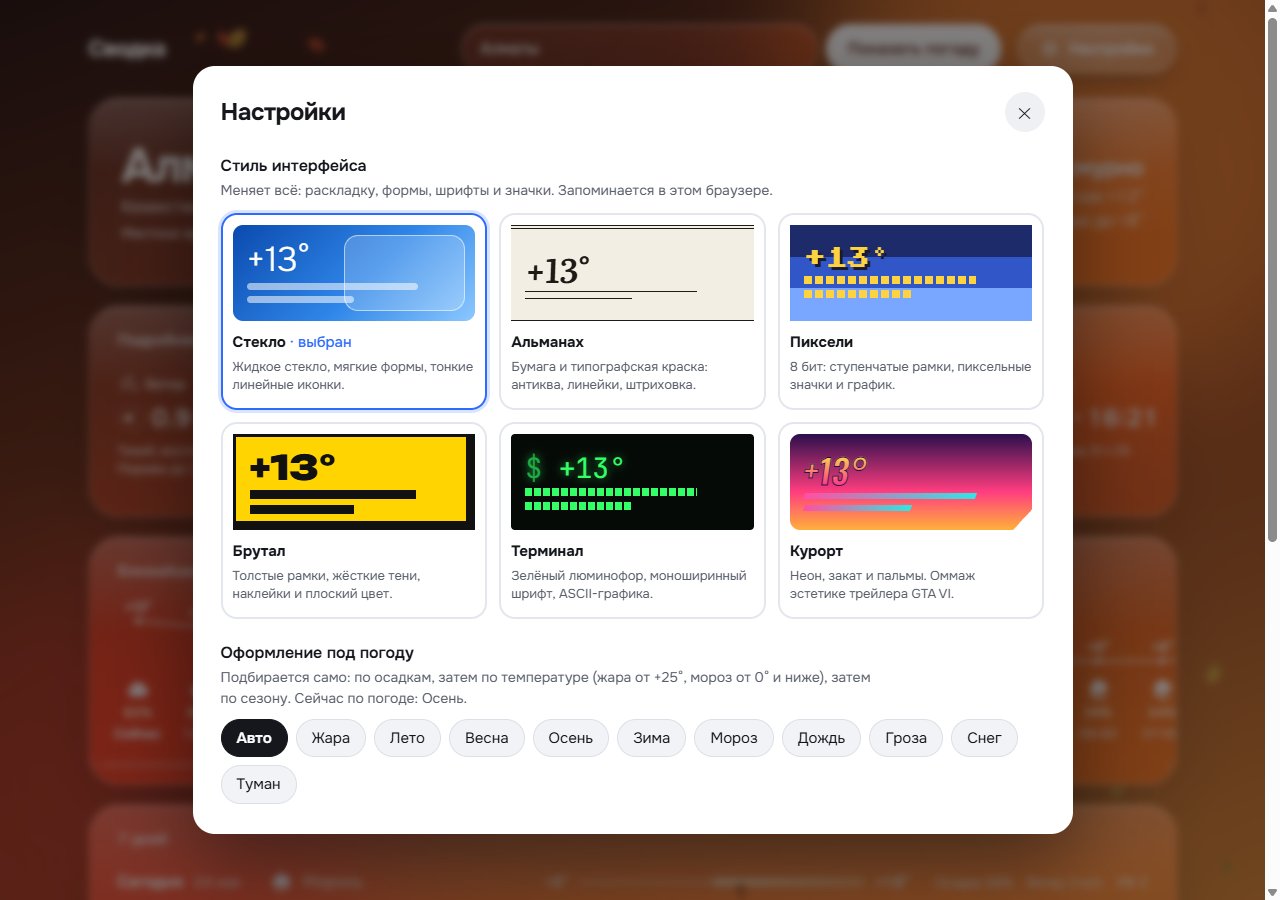 Сводка
Алматы
Показать погоду
Настройки
Настройки
Стиль интерфейса
Меняет всё: раскладку, формы, шрифты и значки. Запоминается в этом браузере.
+13°
+13°
+13°
Стекло · выбран
Альманах
Пиксели
Жидкое стекло, мягкие формы, тонкие
линейные иконки.
Бумага и типографская краска:
антиква, линейки, штриховка.
8 бит: ступенчатые рамки, пиксельные
значки и график.
+13°
$ +13°
+13°
Брутал
Терминал
Курорт
Толстые рамки, жёсткие тени,
наклейки и плоский цвет.
Зелёный люминофор, моноширинный
шрифт, ASCII-графика.
Неон, закат и пальмы. Оммаж
эстетике трейлера GTA VI.
Оформление под погоду
Подбирается само: по осадкам, затем по температуре (жара от +25°, мороз от 0° и ниже), затем
по сезону. Сейчас по погоде: Осень.
Авто Жара Лето Весна Осень Зима Мороз Дождь Гроза Снег
Туман
7 дней
Сегодня